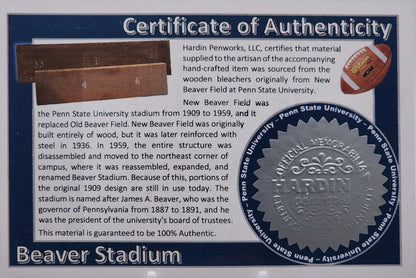 Certificate of Authenticity
Hardin Penworks, LLC, certifies that material
supplied to the artisan of the accompanying
hand-crafted item was sourced from the
wooden bleachers originally from New
Beaver Field at Penn State University.
New Beaver Field was
the Penn State University stadium from 1909 to 1959, and it
replaced Old Beaver Field. New Beaver Field was originally
built entirely of wood, but it was later reinforced with
steel in 1936. In 1959, the entire structure was
disassembled and moved to the northeast corner of
campus, where it was reassembled, expanded, and
renamed Beaver Stadium. Because of this, portions of
the original 1909 design are still in use today. The
stadium is named after James A. Beaver, who was the
governor of Pennsylvania from 1887 to 1891, and he
was the president of the university's board of trustees.
This material is guaranteed to be 100% Authentic.
Beaver Stadium
33
Wilson
Penn State University - Penn State University - Penn State University - Penn State University -
OFFICIAL MEMORABILIA
HARDIN
PENWORKS